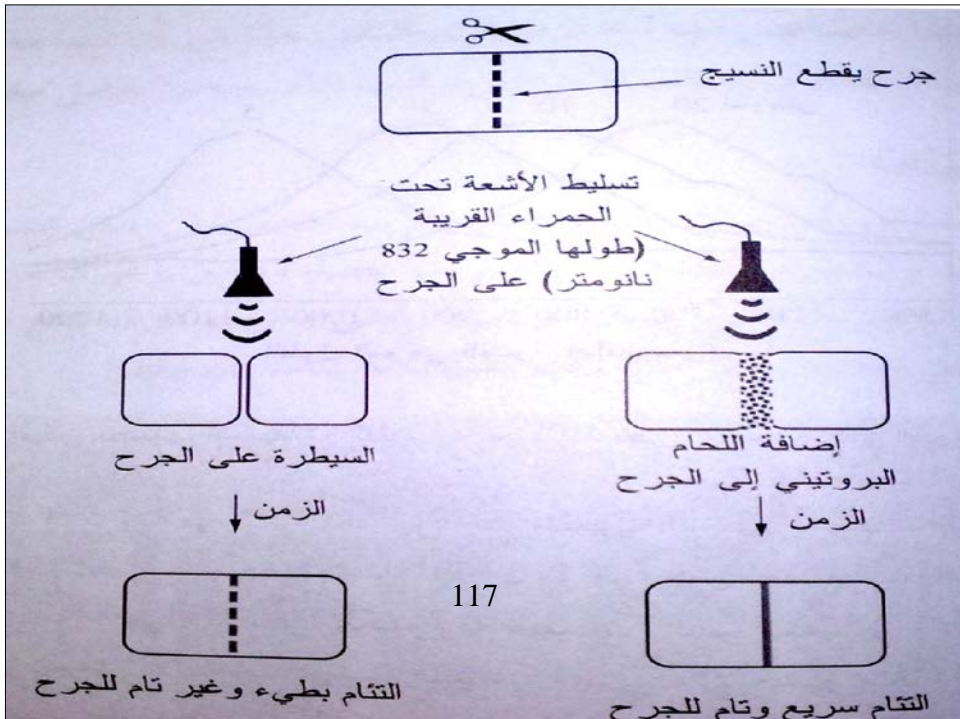 جرح يقطع النسيج
تسليط الأشعة تحت
الحمراء القريبة
(طولها الموجي 832
نانومتر) على الجرح
السيطرة على الجرح
الزمن
إضافة اللحام
البروتيني إلى الجرح
الزمن
117
التئام بطيء وغير تام للجرح
التئام سريع وتام للجرح